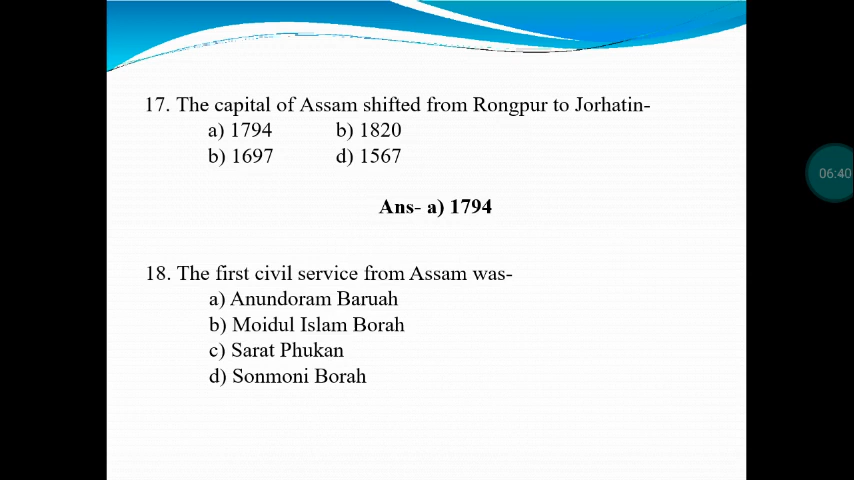 17. The capital of Assam shifted from Rongpur to Jorhatin-
a) 1794 b) 1820
b) 1697 d) 1567
Ans- a) 1794
18. The first civil service from Assam was-
a) Anundoram Baruah
b) Moidul Islam Borah
c) Sarat Phukan
d) Sonmoni Borah
06:40